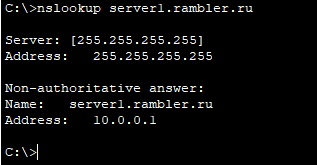 C:\>nslookup server1.rambler.ru
Server: [255.255.255.255]
Address:   255.255.255.255
Non-authoritative answer:
Name:   server1.rambler.ru
Address:   10.0.0.1
C:\>